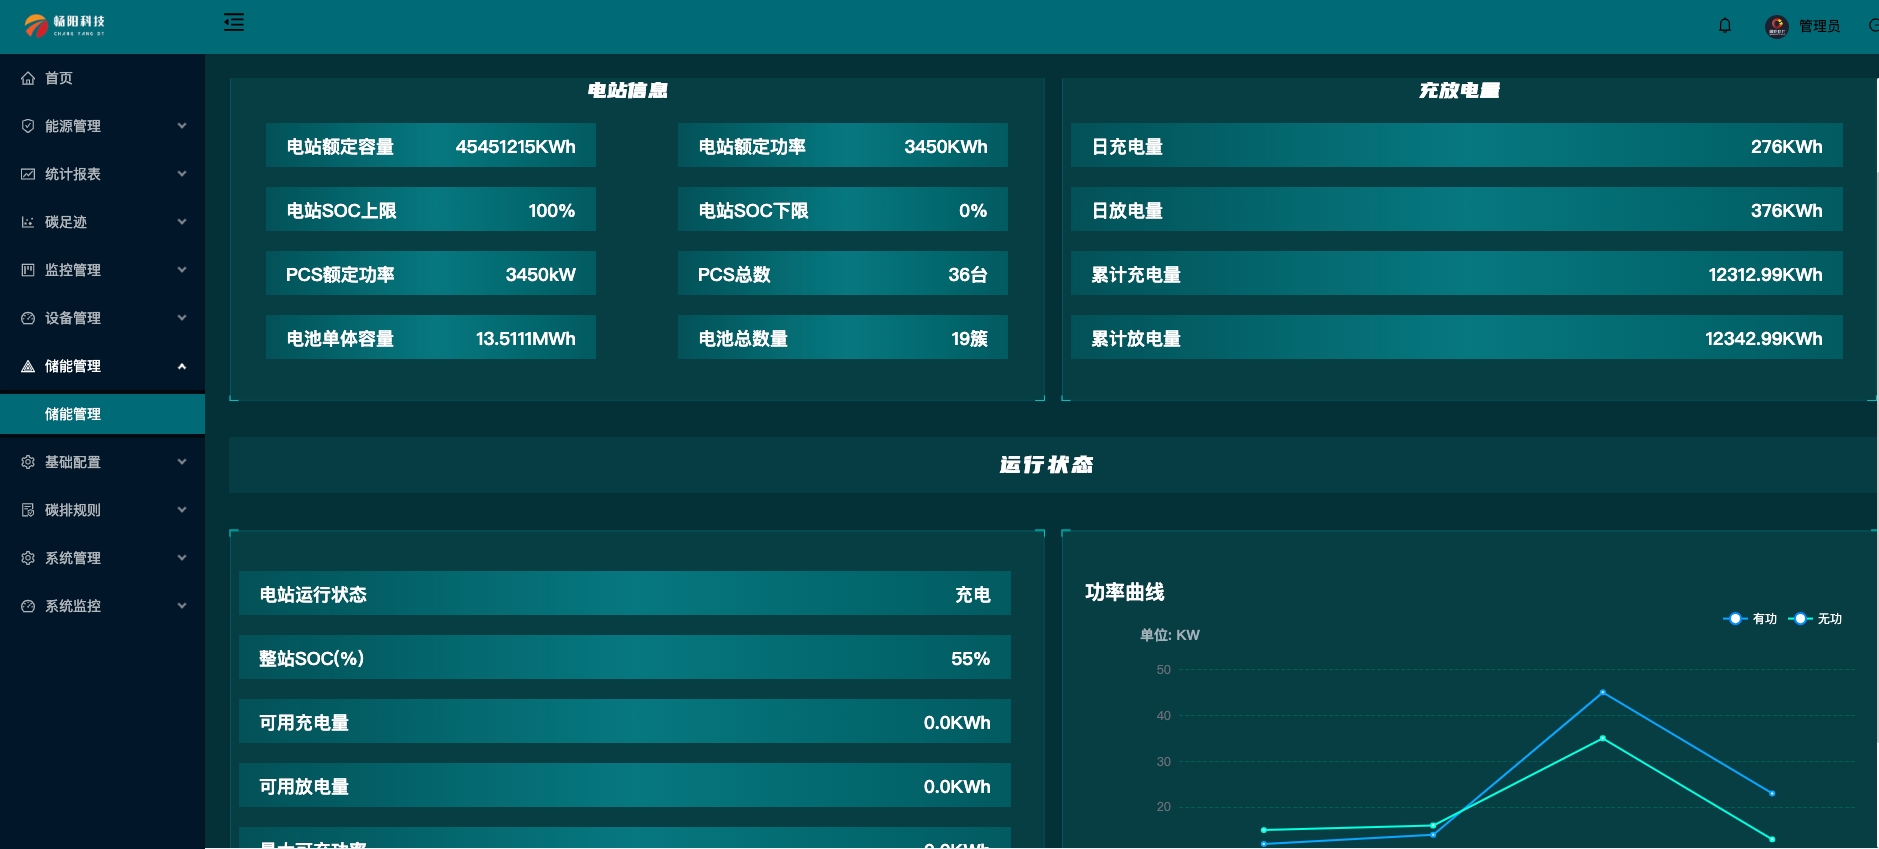 畅阳科技
管理员
首页
能源管理
统计报表
碳足迹
监控管理
设备管理
储能管理
储能管理
基础配置
碳排规则
系统管理
系统监控
电站信息
电站额定容量 45451215KWh
电站额定功率 3450KWh
电站SOC上限 100%
电站SOC下限 0%
PCS额定功率 3450kW
PCS总数 36台
电池单体容量 13.5111MWh
电池总数量 19簇
充放电量
日充电量 276KWh
日放电量 376KWh
累计充电量 12312.99KWh
累计放电量 12342.99KWh
运行状态
电站运行状态 充电
整站SOC(%) 55%
可用充电量 0.0KWh
可用放电量 0.0KWh
最大可充功率 0.0KWh
功率曲线
有功 无功
单位: KW
50
40
30
20